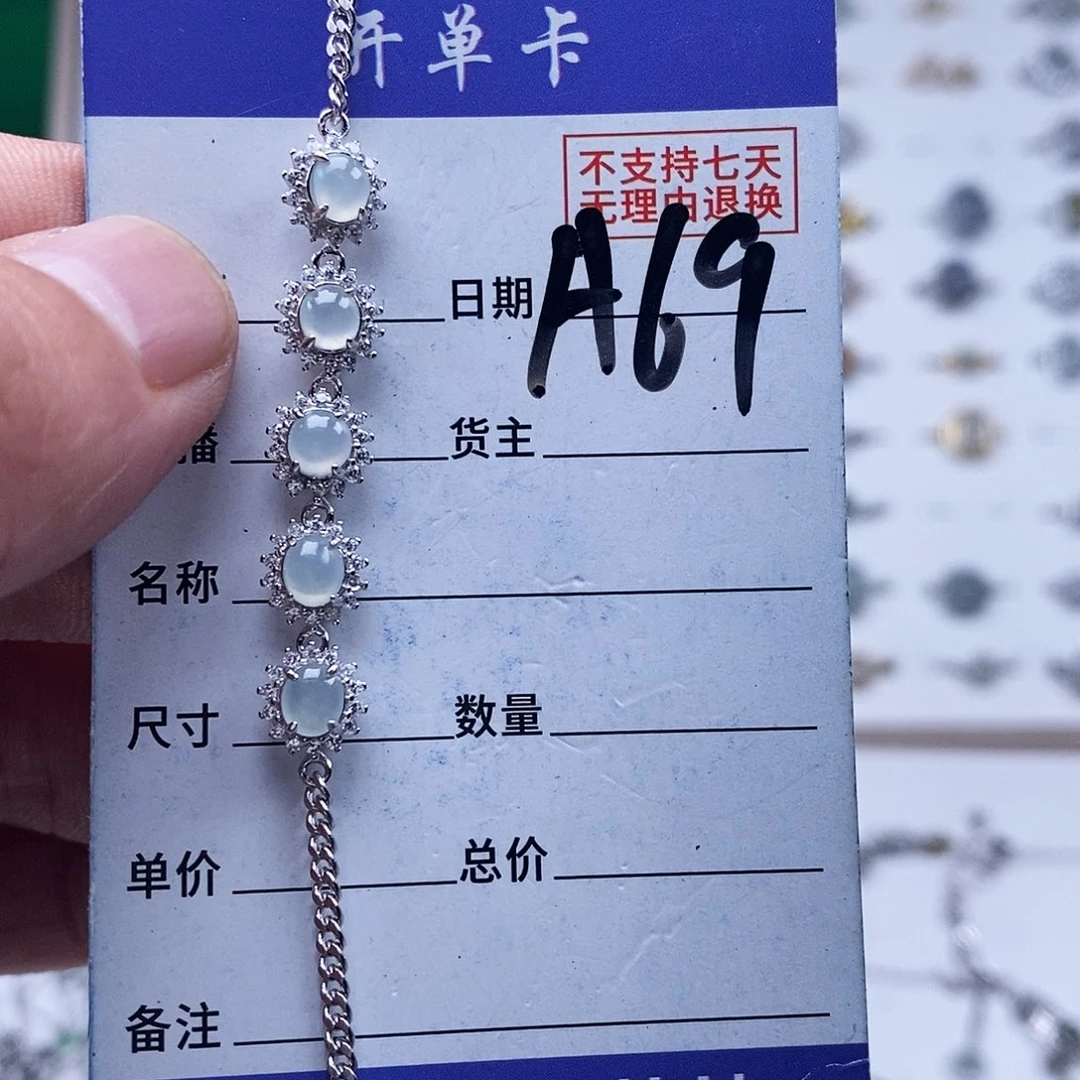 开单卡
不支持七天
无理由退换
日期 A69
播 货主
名称
尺寸 数量
单价 总价
备注